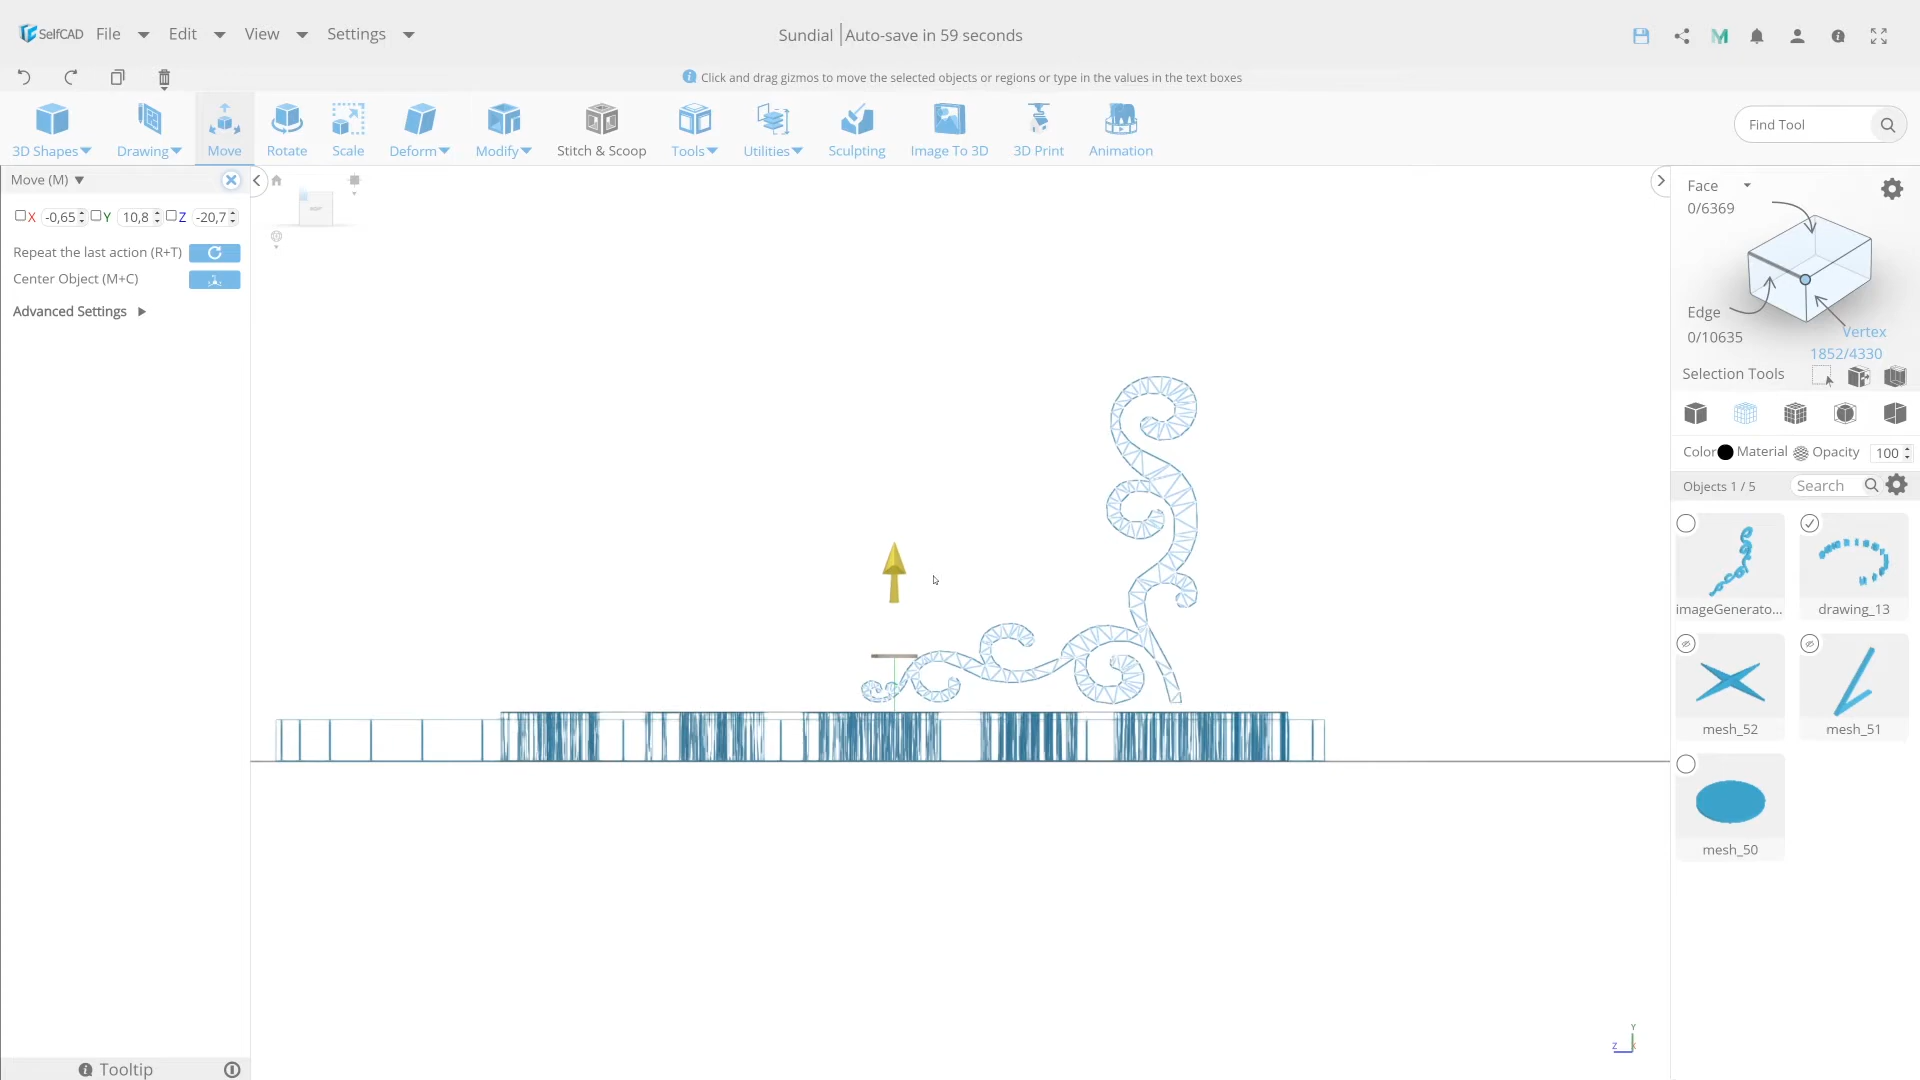 SelfCAD File Edit View Settings
Sundial | Auto-save in 59 seconds
Click and drag gizmos to move the selected objects or regions or type in the values in the text boxes
3D Shapes Drawing Move Rotate Scale Deform Modify Stitch & Scoop Tools Utilities Sculpting Image To 3D 3D Print Animation
Find Tool
Move (M)
X -0,65 Y 10,8 Z -20,7
Repeat the last action (R+T)
Center Object (M+C)
Advanced Settings
Tooltip
Face
0/6369
Edge
0/10635
Vertex
1852/4330
Selection Tools
Color Material Opacity 100
Objects 1 / 5 Search
imageGenerato... drawing_13
mesh_52 mesh_51
mesh_50
Y
Z